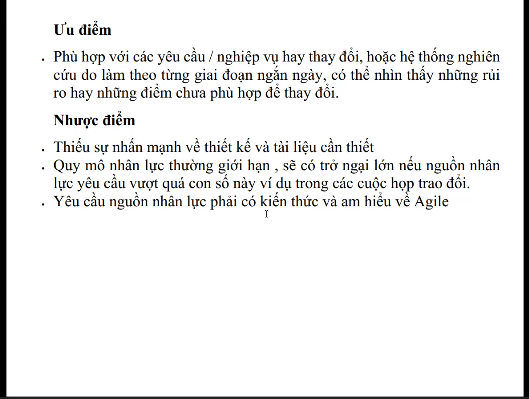 Ưu điểm
• Phù hợp với các yêu cầu / nghiệp vụ hay thay đổi, hoặc hệ thống nghiên
cứu do làm theo từng giai đoạn ngắn ngày, có thể nhìn thấy những rủi
ro hay những điểm chưa phù hợp để thay đổi.
Nhược điểm
• Thiếu sự nhấn mạnh về thiết kế và tài liệu cần thiết
• Quy mô nhân lực thường giới hạn , sẽ có trở ngại lớn nếu nguồn nhân
lực yêu cầu vượt quá con số này ví dụ trong các cuộc họp trao đổi.
• Yêu cầu nguồn nhân lực phải có kiến thức và am hiểu về Agile